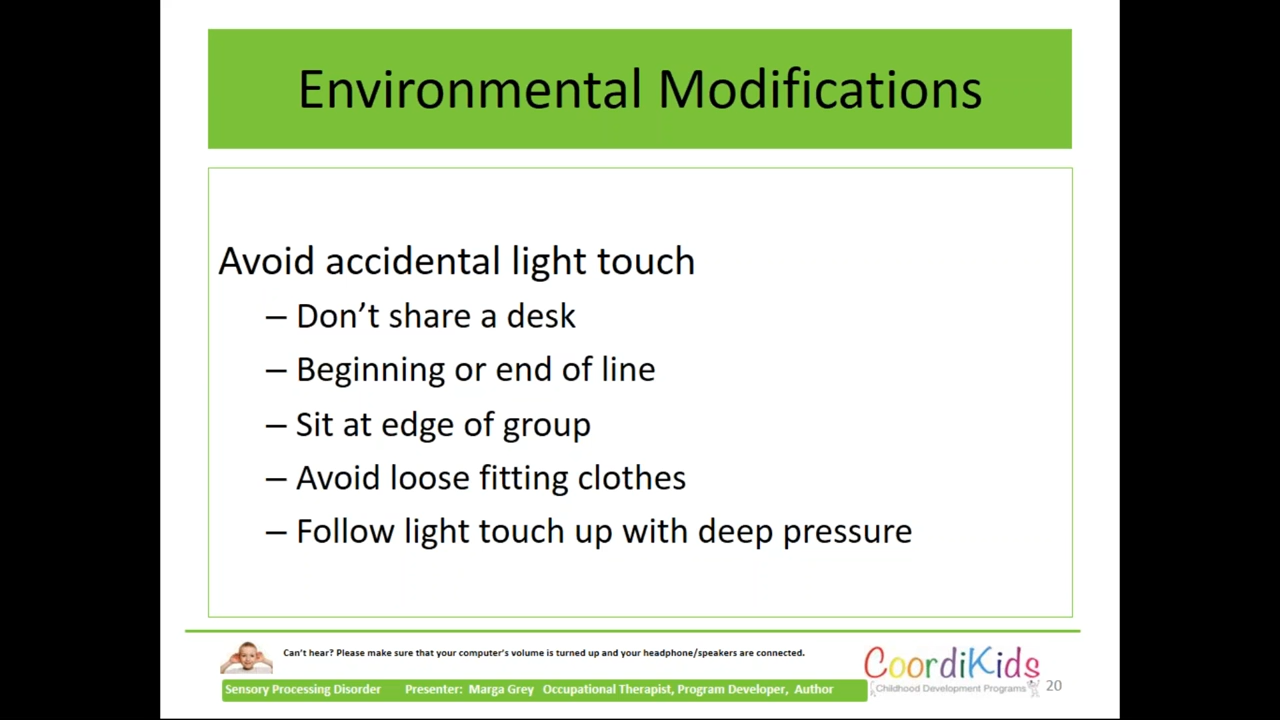 Environmental Modifications
Avoid accidental light touch
– Don’t share a desk
– Beginning or end of line
– Sit at edge of group
– Avoid loose fitting clothes
– Follow light touch up with deep pressure
Can’t hear? Please make sure that your computer’s volume is turned up and your headphone/speakers are connected.
Sensory Processing Disorder Presenter: Marga Grey Occupational Therapist, Program Developer, Author
CoordiKids
Childhood Development Programs
20